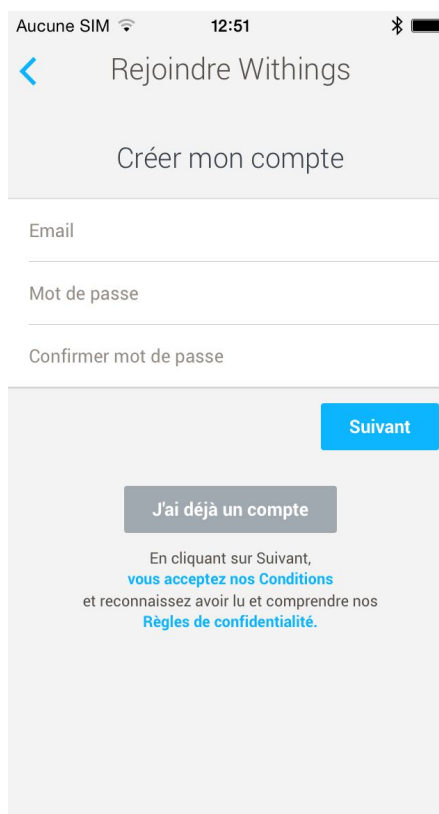 Aucune SIM 12:51
Rejoindre Withings
Créer mon compte
Email
Mot de passe
Confirmer mot de passe
Suivant
J'ai déjà un compte
En cliquant sur Suivant,
vous acceptez nos Conditions
et reconnaissez avoir lu et comprendre nos
Règles de confidentialité.